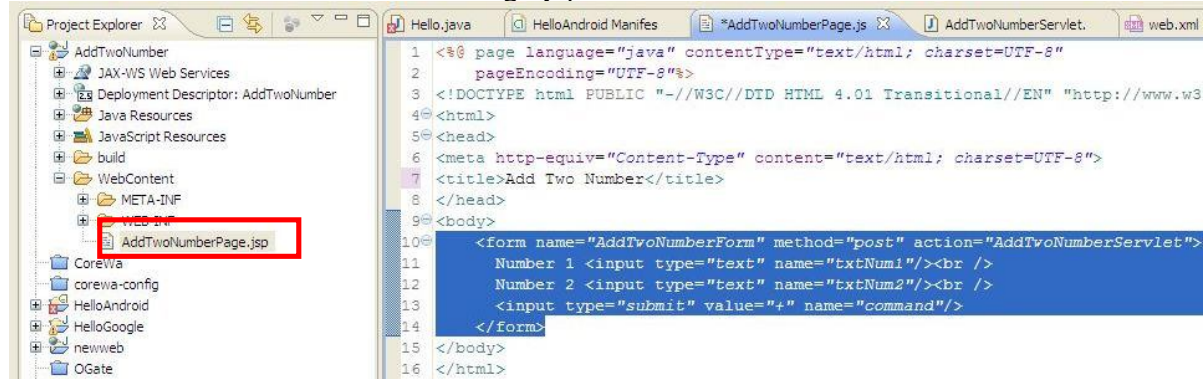 Project Explorer
AddTwoNumber
JAX-WS Web Services
Deployment Descriptor: AddTwoNumber
Java Resources
JavaScript Resources
build
WebContent
META-INF
WEB-INF
AddTwoNumberPage.jsp
CoreWa
corewa-config
HelloAndroid
HelloGoogle
newweb
OGate
Hello.java HelloAndroid Manifes *AddTwoNumberPage.js AddTwoNumberServlet. web.xml
1 <%@ page language="java" contentType="text/html; charset=UTF-8"
2 pageEncoding="UTF-8"%>
3 <!DOCTYPE html PUBLIC "-//W3C//DTD HTML 4.01 Transitional//EN" "http://www.w3
4 <html>
5 <head>
6 <meta http-equiv="Content-Type" content="text/html; charset=UTF-8">
7 <title>Add Two Number</title>
8 </head>
9 <body>
10 <form name="AddTwoNumberForm" method="post" action="AddTwoNumberServlet">
11 Number 1 <input type="text" name="txtNum1"/><br />
12 Number 2 <input type="text" name="txtNum2"/><br />
13 <input type="submit" value="+" name="command"/>
14 </form>
15 </body>
16 </html>